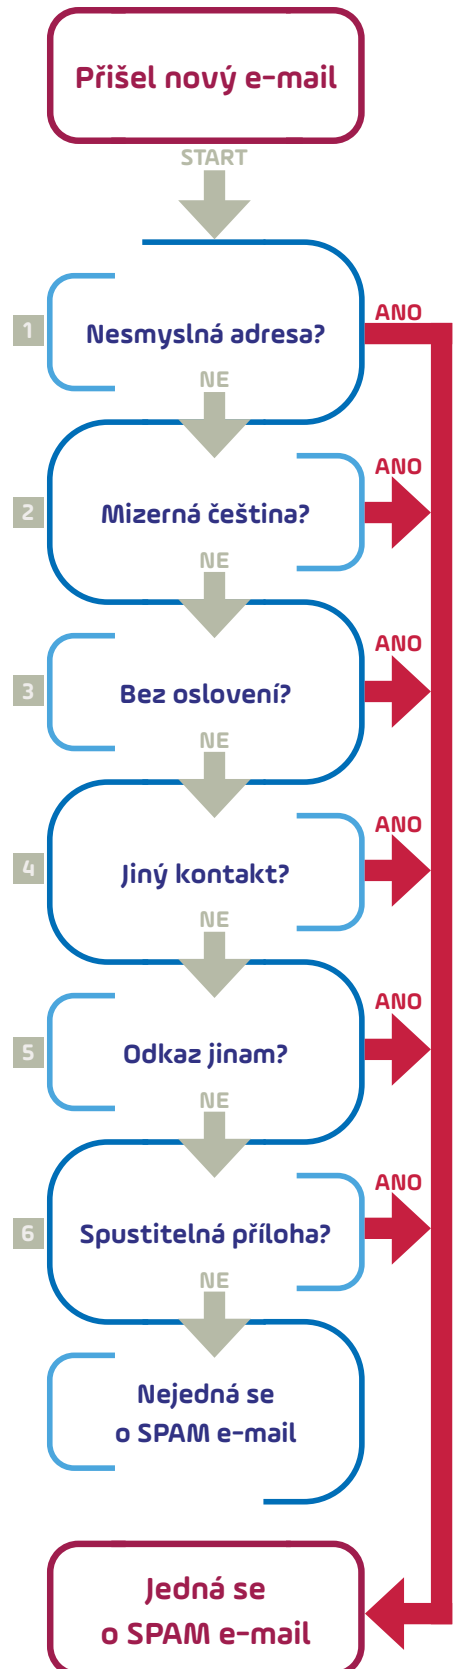 Přišel nový e-mail
START
1
Nesmyslná adresa?
ANO
NE
2
Mizerná čeština?
ANO
NE
3
Bez oslovení?
ANO
NE
4
Jiný kontakt?
ANO
NE
5
Odkaz jinam?
ANO
NE
6
Spustitelná příloha?
ANO
NE
Nejedná se
o SPAM e-mail
Jedná se
o SPAM e-mail